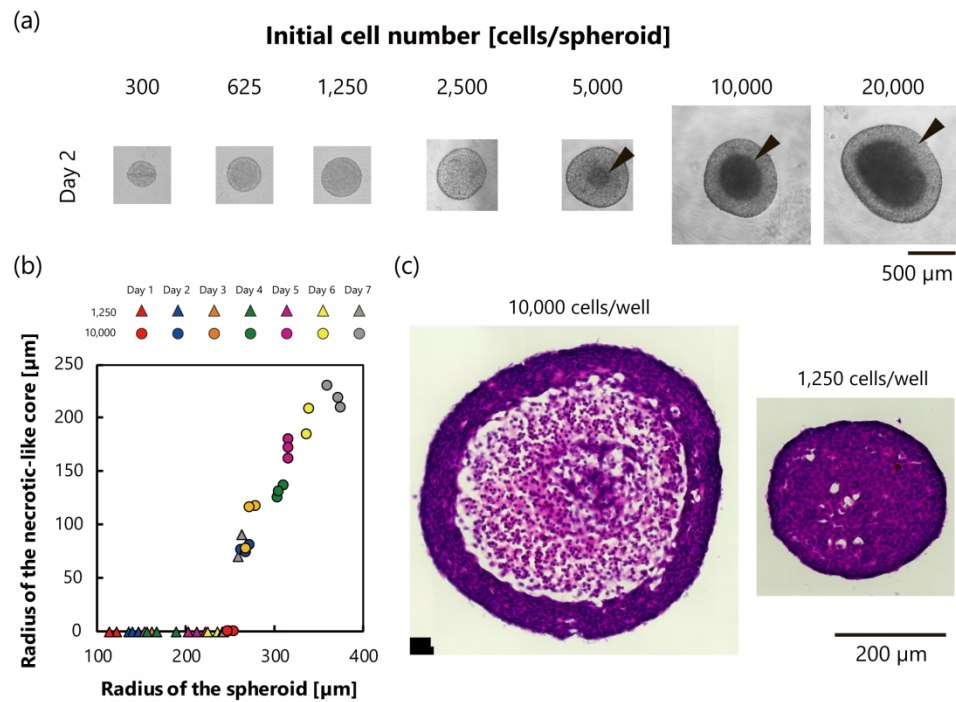 (a)
Initial cell number [cells/spheroid]
300 625 1,250 2,500 5,000 10,000 20,000
Day 2
500 μm
(b)
Day 1 Day 2 Day 3 Day 4 Day 5 Day 6 Day 7
1,250
10,000
Radius of the necrotic-like core [μm]
250
200
150
100
50
0
100 200 300 400
Radius of the spheroid [μm]
(c)
10,000 cells/well
1,250 cells/well
200 μm